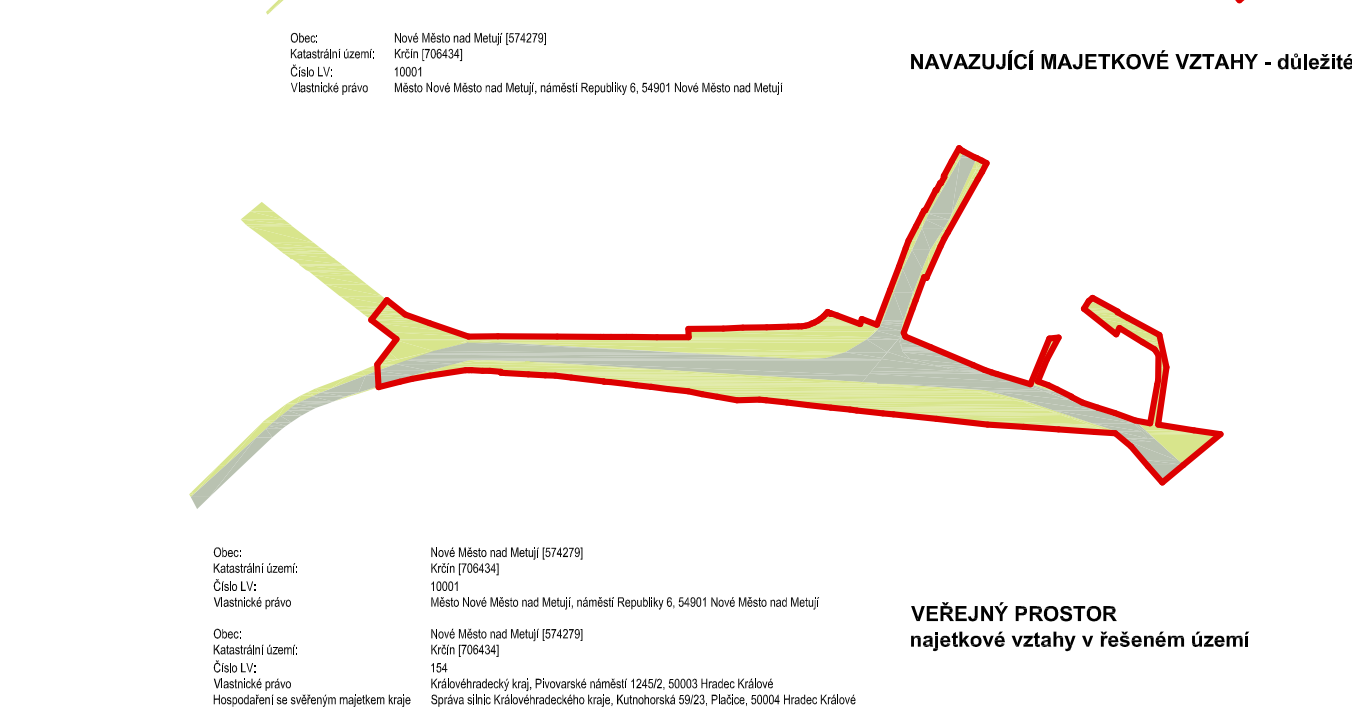 Obec: Nové Město nad Metují [574279]
Katastrální území: Krčín [706434]
Číslo LV: 10001
Vlastnické právo Město Nové Město nad Metují, náměstí Republiky 6, 54901 Nové Město nad Metují
NAVAZUJÍCÍ MAJETKOVÉ VZTAHY - důležité
Obec: Nové Město nad Metují [574279]
Katastrální území: Krčín [706434]
Číslo LV: 10001
Vlastnické právo Město Nové Město nad Metují, náměstí Republiky 6, 54901 Nové Město nad Metují
Obec: Nové Město nad Metují [574279]
Katastrální území: Krčín [706434]
Číslo LV: 154
Vlastnické právo Královéhradecký kraj, Pivovarské náměstí 1245/2, 50003 Hradec Králové
Hospodaření se svěřeným majetkem kraje Správa silnic Královéhradeckého kraje, Kutnohorská 59/23, Plačice, 50004 Hradec Králové
VEŘEJNÝ PROSTOR
najetkové vztahy v řešeném území